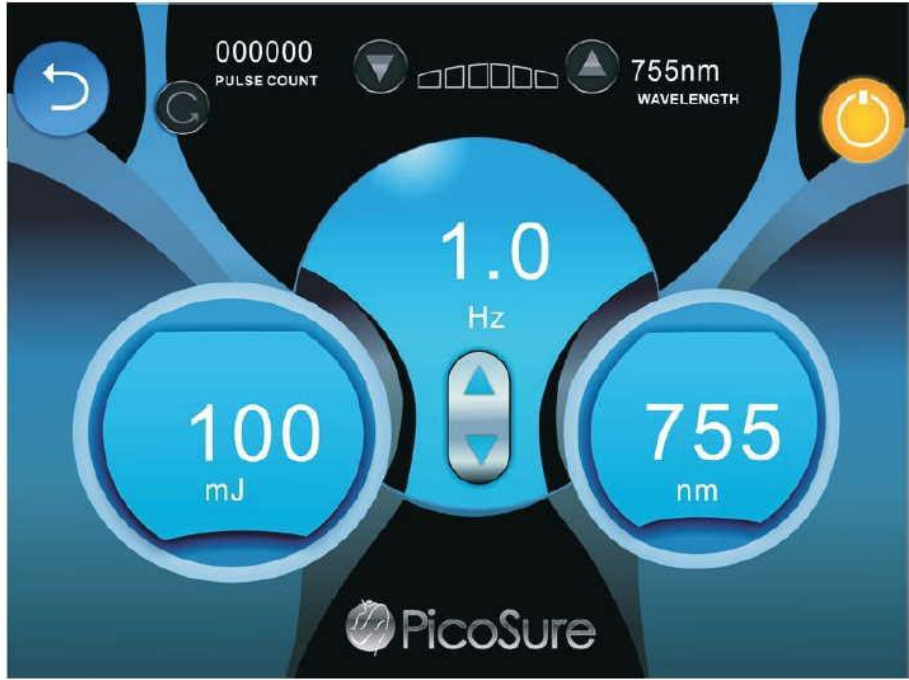 000000
PULSE COUNT
755nm
WAVELENGTH
1.0
Hz
100
mJ
755
nm
PicoSure